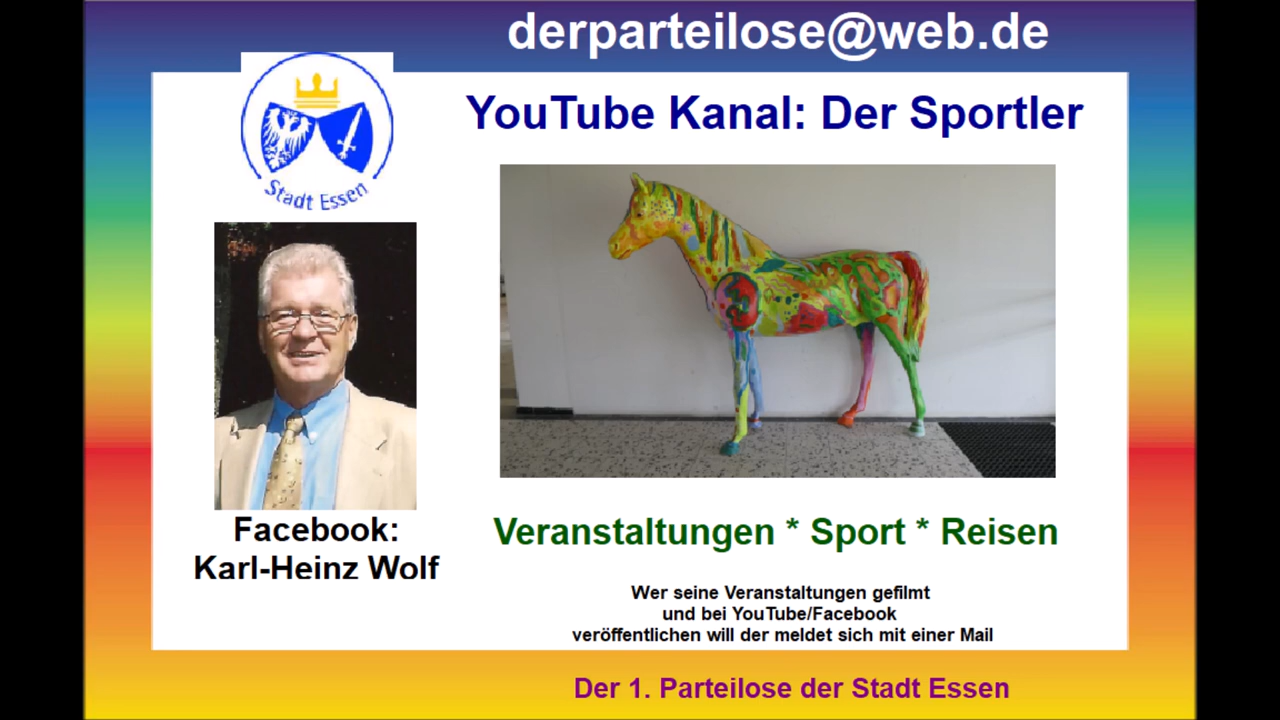 derparteilose@web.de
Stadt Essen
YouTube Kanal: Der Sportler
Facebook:
Karl-Heinz Wolf
Veranstaltungen * Sport * Reisen
Wer seine Veranstaltungen gefilmt
und bei YouTube/Facebook
veröffentlichen will der meldet sich mit einer Mail
Der 1. Parteilose der Stadt Essen